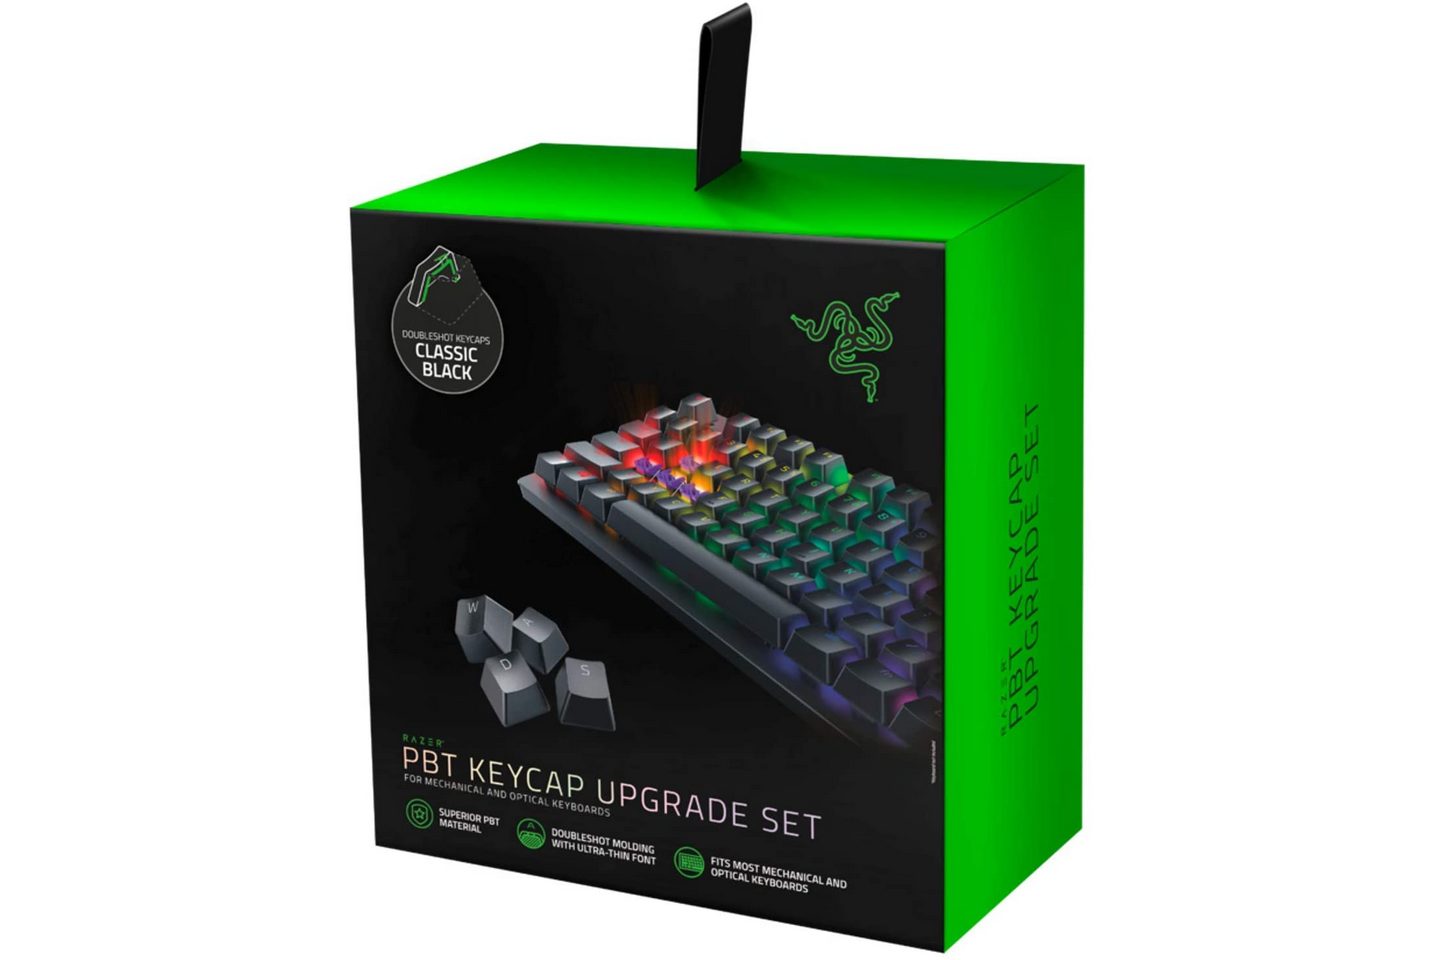 DOUBLESHOT KEYCAPS
CLASSIC
BLACK
W
A
D
S
RAZER
PBT KEYCAP UPGRADE SET
FOR MECHANICAL AND OPTICAL KEYBOARDS
SUPERIOR PBT
MATERIAL
DOUBLESHOT MOLDING
WITH ULTRA-THIN FONT
FITS MOST MECHANICAL AND
OPTICAL KEYBOARDS
RAZER
PBT KEYCAP
UPGRADE SET